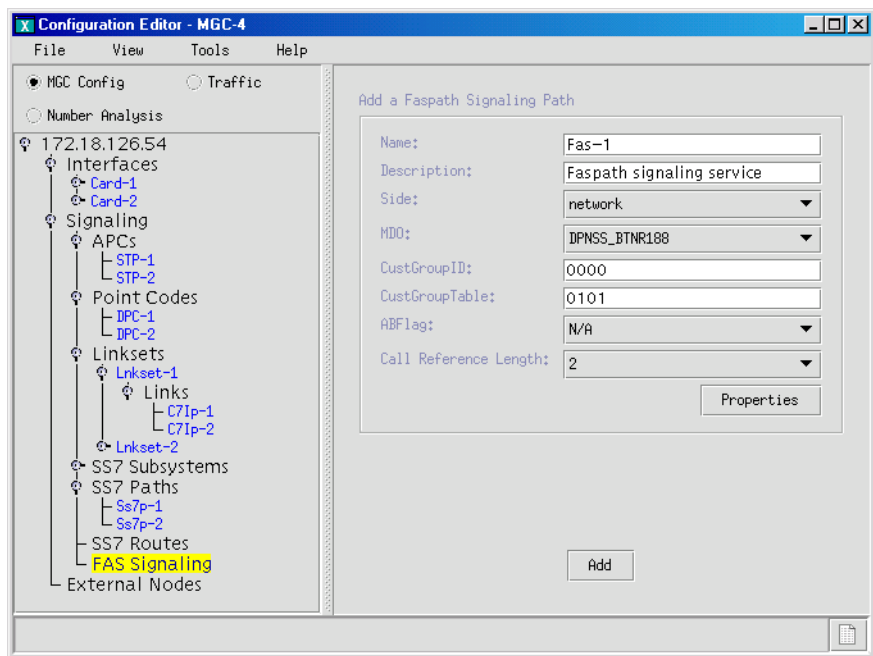 Configuration Editor - MGC-4
File View Tools Help
MGC Config Traffic
Number Analysis
172.18.126.54
Interfaces
Card-1
Card-2
Signaling
APCs
STP-1
STP-2
Point Codes
DPC-1
DPC-2
Linksets
Lnkset-1
Links
C7Ip-1
C7Ip-2
Lnkset-2
SS7 Subsystems
SS7 Paths
Ss7p-1
Ss7p-2
SS7 Routes
FAS Signaling
External Nodes
Add a Faspath Signaling Path
Name: Fas-1
Description: Faspath signaling service
Side: network
MDO: DPNSS_BTNR188
CustGroupID: 0000
CustGroupTable: 0101
ABFlag: N/A
Call Reference Length: 2
Properties
Add